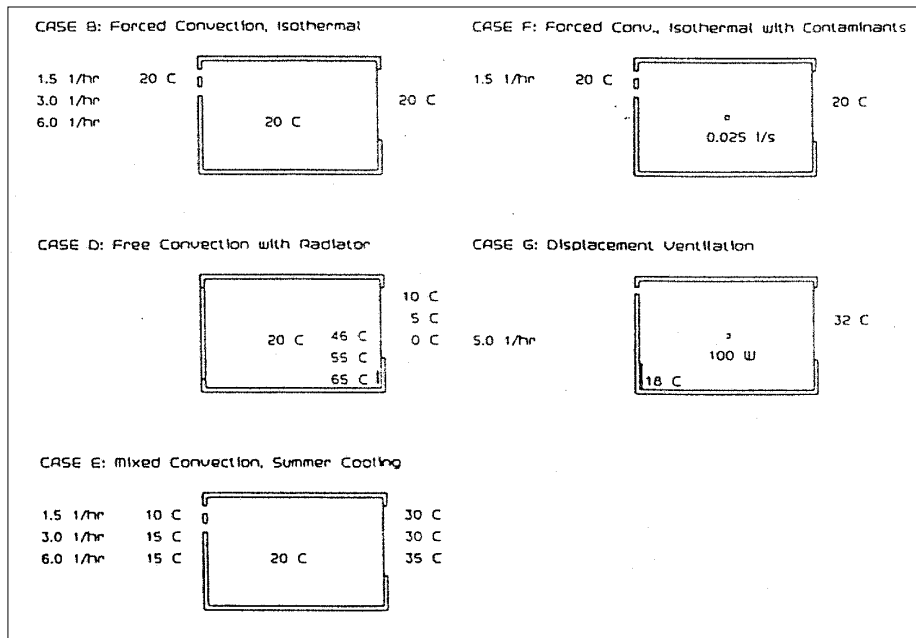 CASE B: Forced Convection, Isothermal
1.5 1/hr 20 C
3.0 1/hr
6.0 1/hr
20 C
20 C
CASE F: Forced Conv., Isothermal with Contaminants
1.5 1/hr 20 C
20 C
0.025 l/s
CASE D: Free Convection with Radiator
10 C
5 C
0 C
20 C 46 C
55 C
65 C
CASE G: Displacement Ventilation
5.0 1/hr
32 C
100 W
18 C
CASE E: Mixed Convection, Summer Cooling
1.5 1/hr 10 C 30 C
3.0 1/hr 15 C 30 C
6.0 1/hr 15 C 20 C 35 C